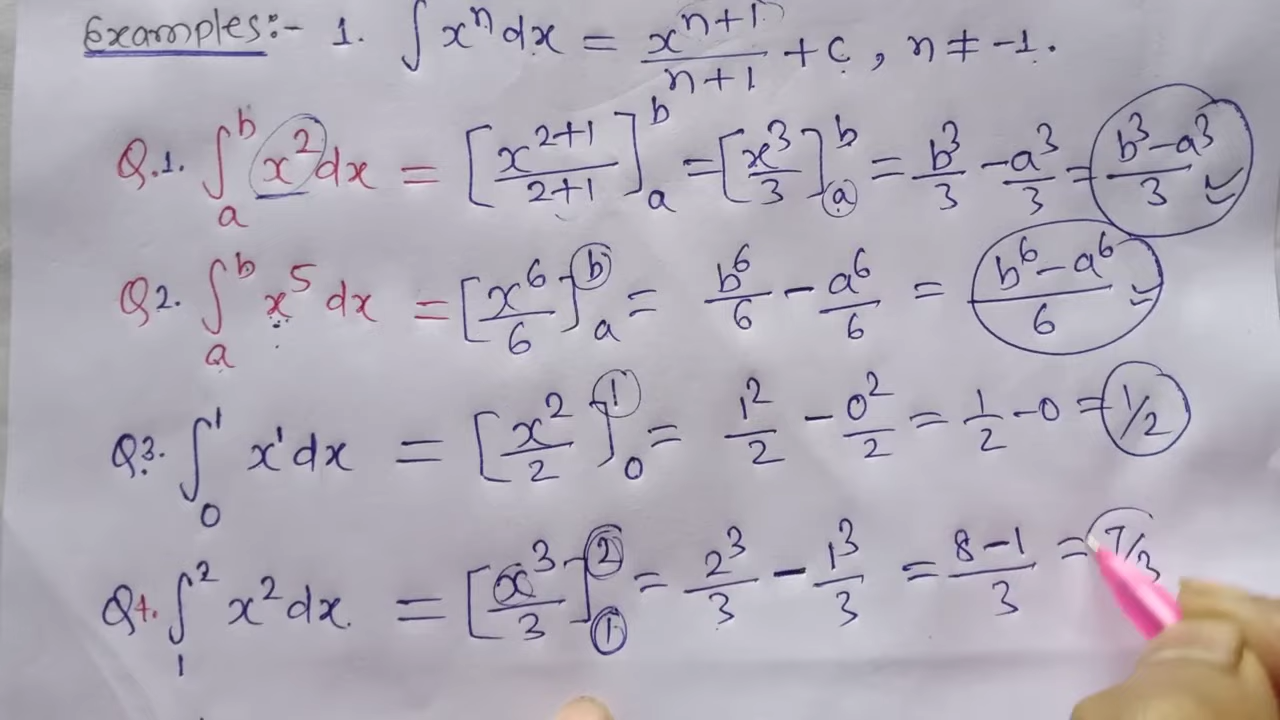 Examples:- 1. ∫ xⁿ dx = xⁿ⁺¹/n+1 + c, n ≠ -1.
Q.1. ∫ₐᵇ x² dx = [x²⁺¹/2+1]ₐᵇ = [x³/3]ₐᵇ = b³/3 - a³/3 = b³-a³/3
Q2. ∫ₐᵇ x⁵ dx = [x⁶/6]ₐᵇ = b⁶/6 - a⁶/6 = b⁶-a⁶/6
Q3. ∫₀¹ x¹ dx = [x²/2]₀¹ = 1²/2 - 0²/2 = 1/2 - 0 = 1/2
Q4. ∫₁² x² dx = [x³/3]₁² = 2³/3 - 1³/3 = 8-1/3 = 7/3